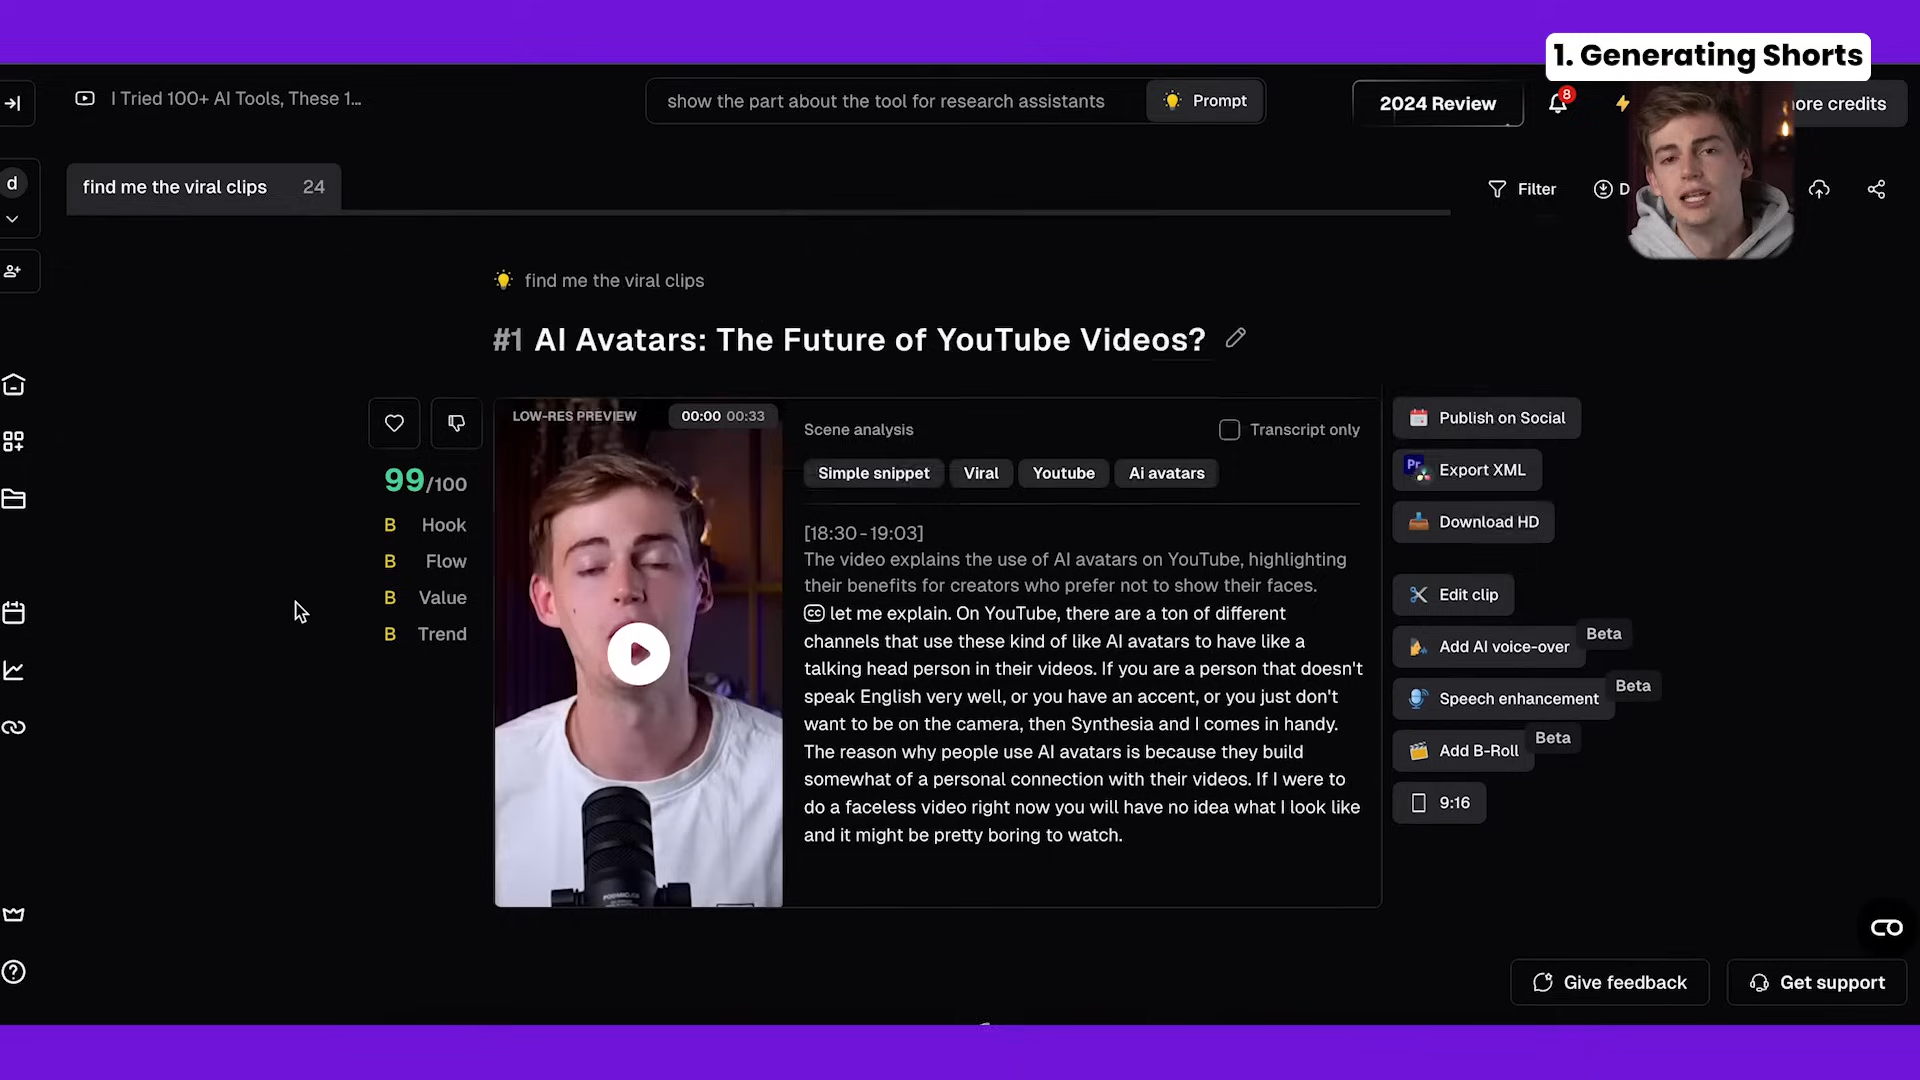 1. Generating Shorts
I Tried 100+ AI Tools, These 1...
show the part about the tool for research assistants
Prompt
2024 Review
8
ore credits
d
find me the viral clips 24
Filter
D
find me the viral clips
#1 AI Avatars: The Future of YouTube Videos?
LOW-RES PREVIEW 00:00 00:33
99/100
B Hook
B Flow
B Value
B Trend
Scene analysis
Transcript only
Simple snippet Viral Youtube Ai avatars
[18:30-19:03]
The video explains the use of AI avatars on YouTube, highlighting
their benefits for creators who prefer not to show their faces.
CC let me explain. On YouTube, there are a ton of different
channels that use these kind of like AI avatars to have like a
talking head person in their videos. If you are a person that doesn't
speak English very well, or you have an accent, or you just don't
want to be on the camera, then Synthesia and I comes in handy.
The reason why people use AI avatars is because they build
somewhat of a personal connection with their videos. If I were to
do a faceless video right now you will have no idea what I look like
and it might be pretty boring to watch.
Publish on Social
Pr Export XML
Download HD
Edit clip
Add AI voice-over Beta
Speech enhancement Beta
Add B-Roll Beta
9:16
Give feedback
Get support